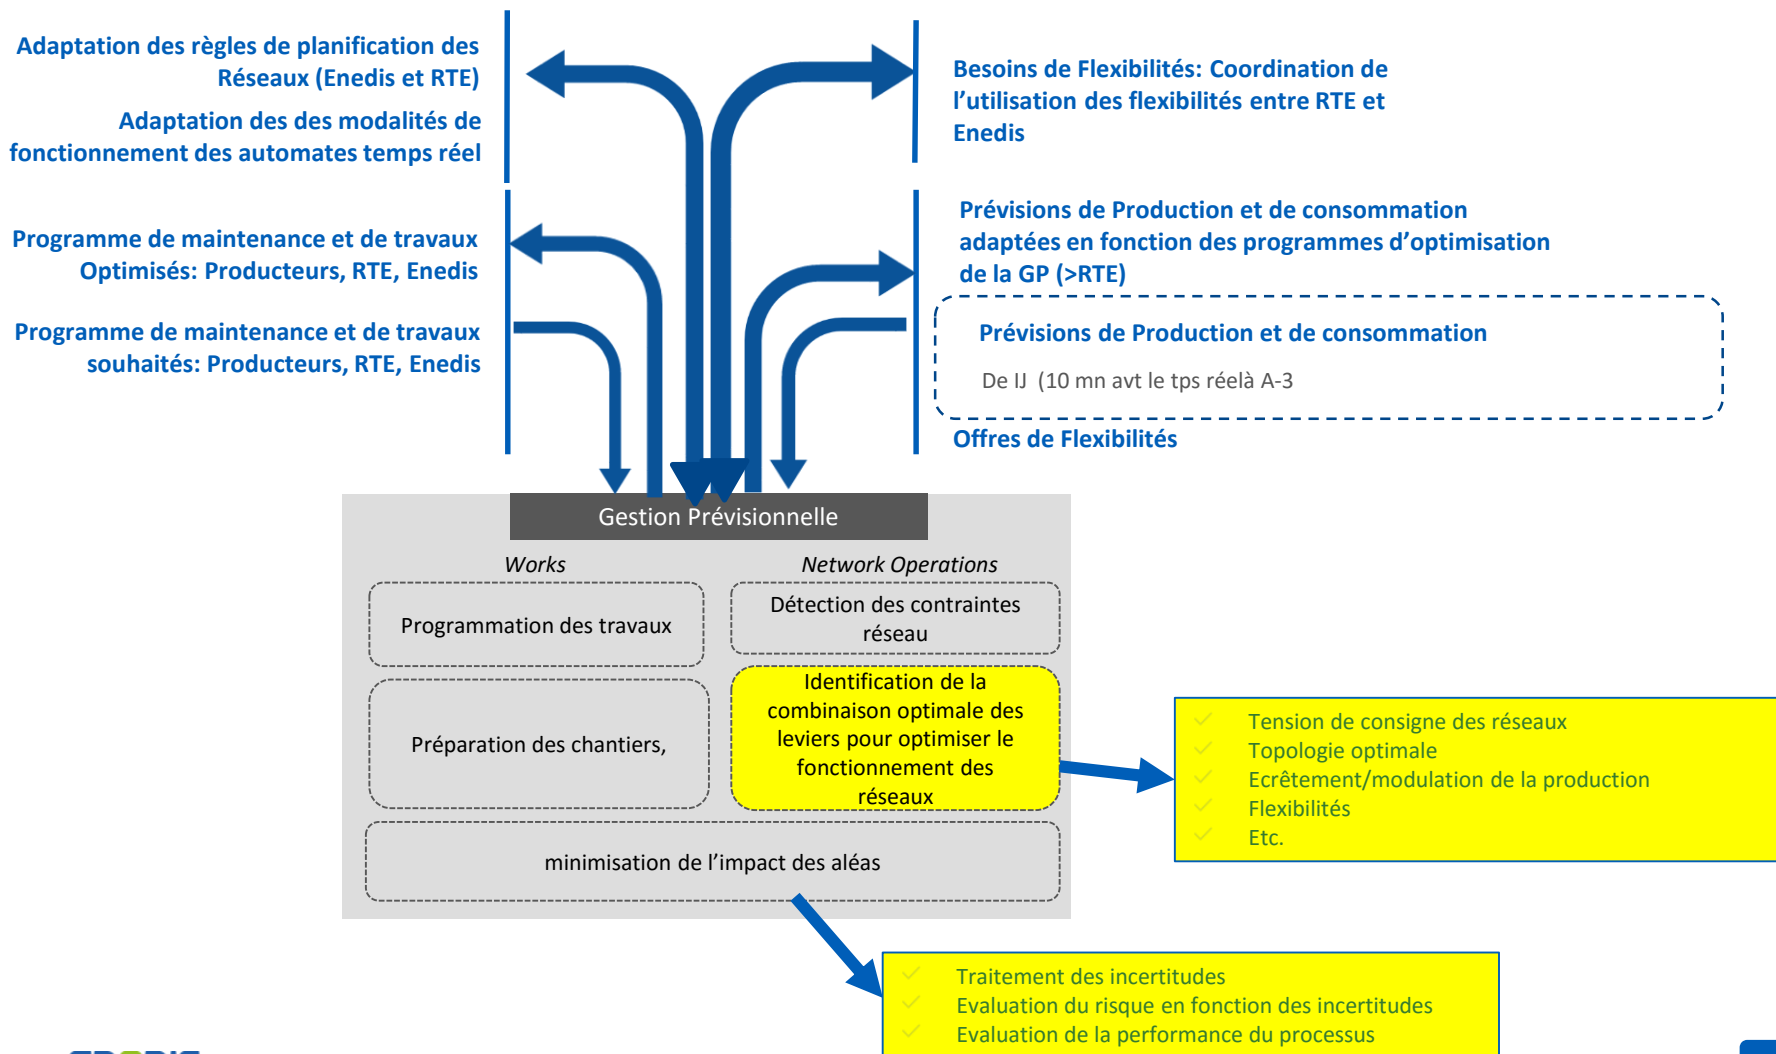 Adaptation des règles de planification des
Réseaux (Enedis et RTE)
Adaptation des des modalités de
fonctionnement des automates temps réel
Programme de maintenance et de travaux
Optimisés: Producteurs, RTE, Enedis
Programme de maintenance et de travaux
souhaités: Producteurs, RTE, Enedis
Besoins de Flexibilités: Coordination de
l’utilisation des flexibilités entre RTE et
Enedis
Prévisions de Production et de consommation
adaptées en fonction des programmes d’optimisation
de la GP (>RTE)
Prévisions de Production et de consommation
De IJ (10 mn avt le tps réelà A-3
Offres de Flexibilités
Gestion Prévisionnelle
Works
Network Operations
Programmation des travaux
Détection des contraintes
réseau
Préparation des chantiers,
Identification de la
combinaison optimale des
leviers pour optimiser le
fonctionnement des
réseaux
minimisation de l’impact des aléas
Tension de consigne des réseaux
Topologie optimale
Ecrêtement/modulation de la production
Flexibilités
Etc.
Traitement des incertitudes
Evaluation du risque en fonction des incertitudes
Evaluation de la performance du processus